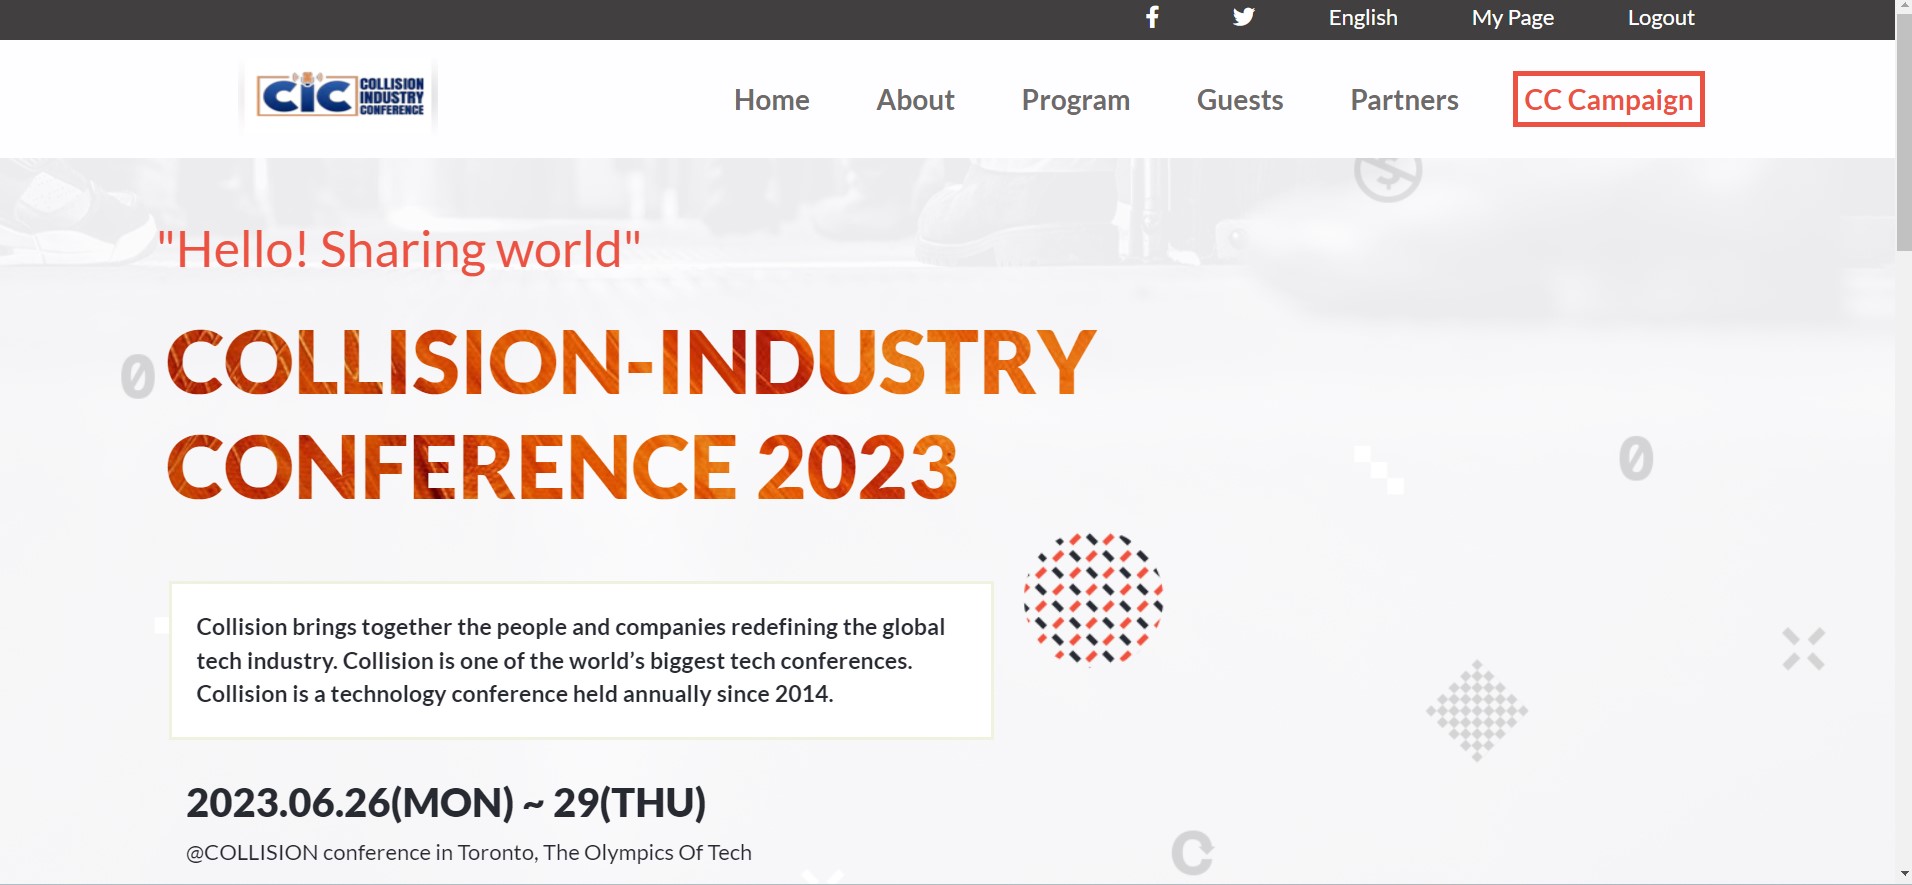 English
My Page
Logout
CIC COLLISION
INDUSTRY
CONFERENCE
Home
About
Program
Guests
Partners
CC Campaign
"Hello! Sharing world"
COLLISION-INDUSTRY
CONFERENCE 2023
Collision brings together the people and companies redefining the global
tech industry. Collision is one of the world’s biggest tech conferences.
Collision is a technology conference held annually since 2014.
2023.06.26(MON) ~ 29(THU)
@COLLISION conference in Toronto, The Olympics Of Tech